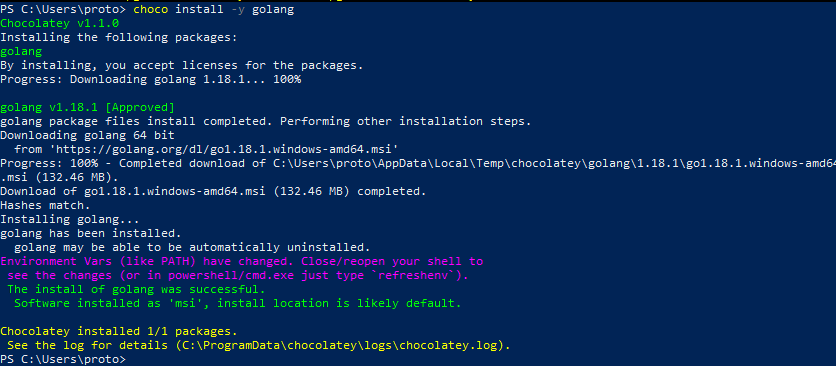 PS C:\Users\proto> choco install -y golang
Chocolatey v1.1.0
Installing the following packages:
golang
By installing, you accept licenses for the packages.
Progress: Downloading golang 1.18.1... 100%
golang v1.18.1 [Approved]
golang package files install completed. Performing other installation steps.
Downloading golang 64 bit
  from 'https://golang.org/dl/go1.18.1.windows-amd64.msi'
Progress: 100% - Completed download of C:\Users\proto\AppData\Local\Temp\chocolatey\golang\1.18.1\go1.18.1.windows-amd64
.msi (132.46 MB).
Download of go1.18.1.windows-amd64.msi (132.46 MB) completed.
Hashes match.
Installing golang...
golang has been installed.
  golang may be able to be automatically uninstalled.
Environment Vars (like PATH) have changed. Close/reopen your shell to
 see the changes (or in powershell/cmd.exe just type `refreshenv`).
 The install of golang was successful.
  Software installed as 'msi', install location is likely default.
Chocolatey installed 1/1 packages.
 See the log for details (C:\ProgramData\chocolatey\logs\chocolatey.log).
PS C:\Users\proto>